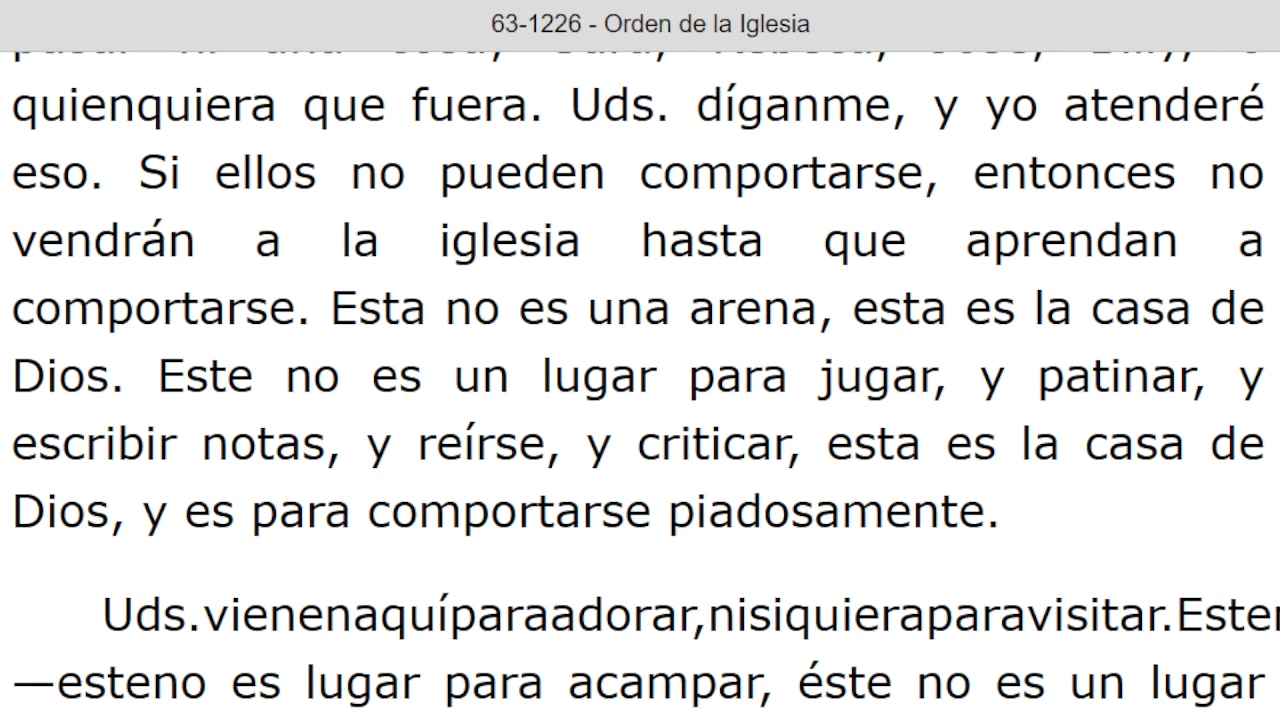 63-1226 - Orden de la Iglesia
quienquiera que fuera. Uds. díganme, y yo atenderé
eso. Si ellos no pueden comportarse, entonces no
vendrán a la iglesia hasta que aprendan a
comportarse. Esta no es una arena, esta es la casa de
Dios. Este no es un lugar para jugar, y patinar, y
escribir notas, y reírse, y criticar, esta es la casa de
Dios, y es para comportarse piadosamente.
Uds.vienenaquíparaadorar,nisiquieraparavisitar.Este
—esteno es lugar para acampar, éste no es un lugar